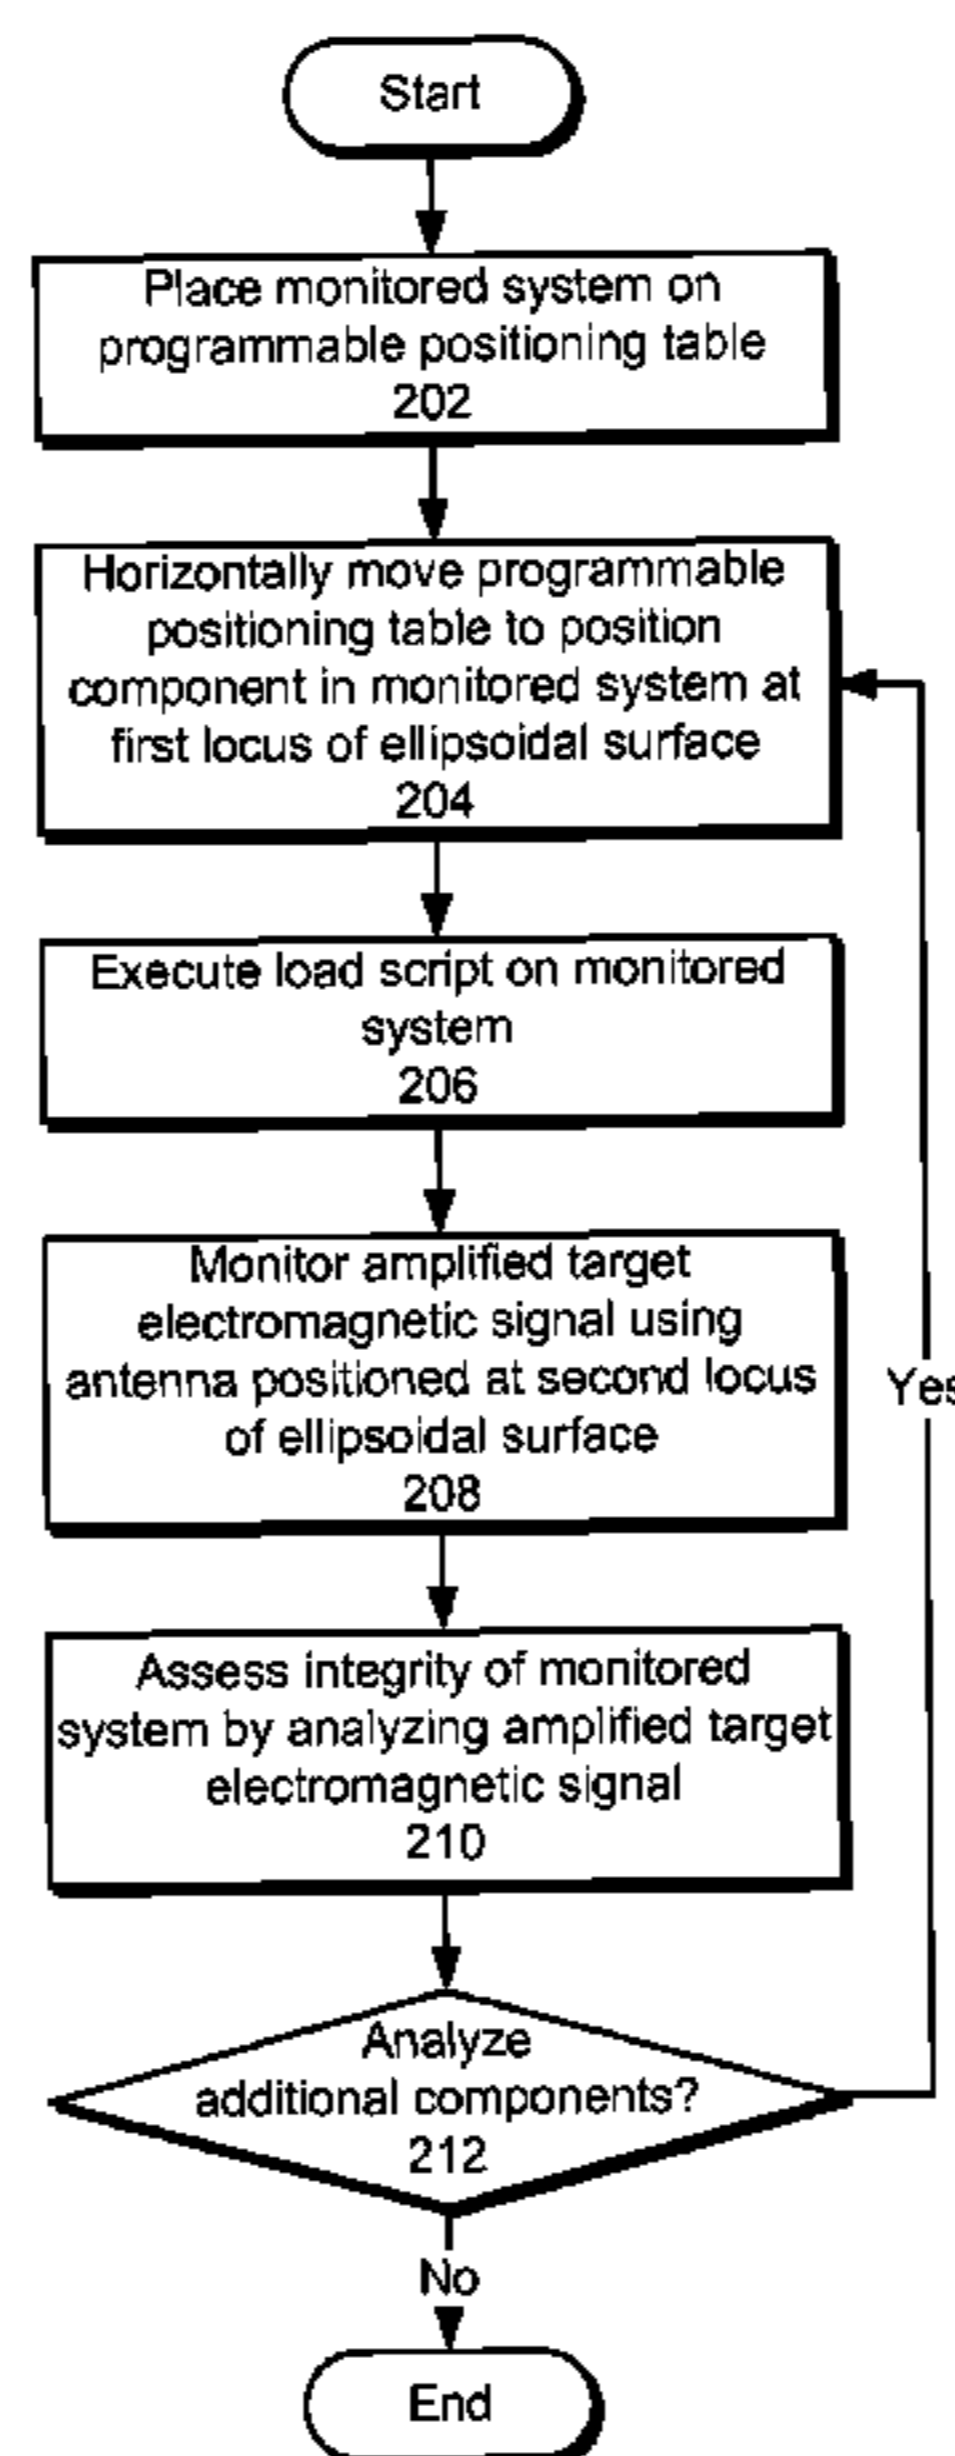 Start
Place monitored system on
programmable positioning table
202
Horizontally move programmable
positioning table to position
component in monitored system at
first locus of ellipsoidal surface
204
Execute load script on monitored
system
206
Monitor amplified target
electromagnetic signal using
antenna positioned at second locus
of ellipsoidal surface
208
Yes
Assess integrity of monitored
system by analyzing amplified target
electromagnetic signal
210
Analyze
additional components?
212
No
End